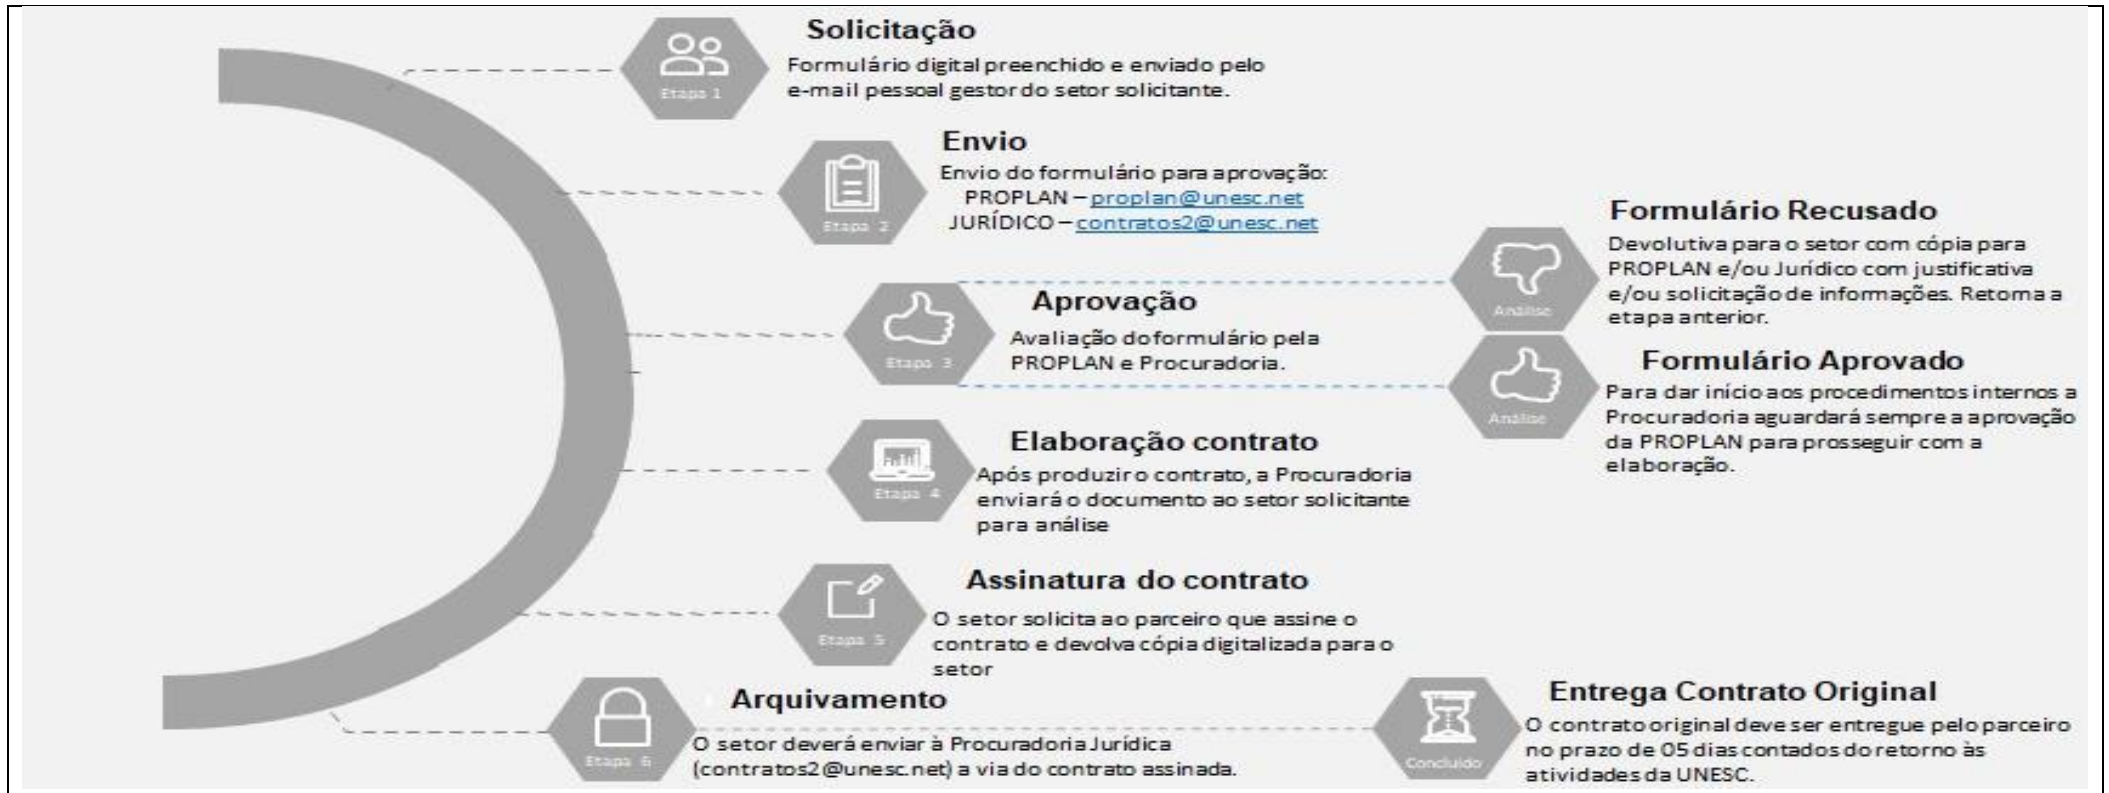 Solicitação
Formulário digital preenchido e enviado pelo
e-mail pessoal gestor do setor solicitante.
Etapa 1
Envio
Envio do formulário para aprovação:
PROPLAN – proplan@unesc.net
JURÍDICO – contratos2@unesc.net
Etapa 2
Formulário Recusado
Devolutiva para o setor com cópia para
PROPLAN e/ou Jurídico com justificativa
e/ou solicitação de informações. Retorna a
etapa anterior.
Análise
Aprovação
Avaliação do formulário pela
PROPLAN e Procuradoria.
Etapa 3
Formulário Aprovado
Para dar início aos procedimentos internos a
Procuradoria aguardará sempre a aprovação
da PROPLAN para prosseguir com a
elaboração.
Análise
Elaboração contrato
Após produzir o contrato, a Procuradoria
enviará o documento ao setor solicitante
para análise
Etapa 4
Assinatura do contrato
O setor solicita ao parceiro que assine o
contrato e devolva cópia digitalizada para o
setor
Etapa 5
Arquivamento
O setor deverá enviar à Procuradoria Jurídica
(contratos2@unesc.net) a via do contrato assinada.
Etapa 6
Entrega Contrato Original
O contrato original deve ser entregue pelo parceiro
no prazo de 05 dias contados do retorno às
atividades da UNESC.
Concluído